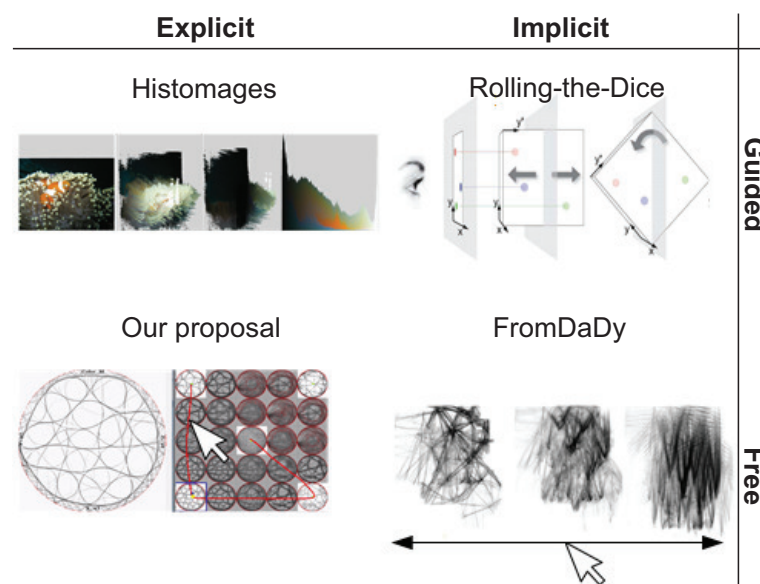 Explicit
Implicit
Histomages
Rolling-the-Dice
Guided
y'
y'
y'
y
x
x
y
x
Our proposal
FromDaDy
Free